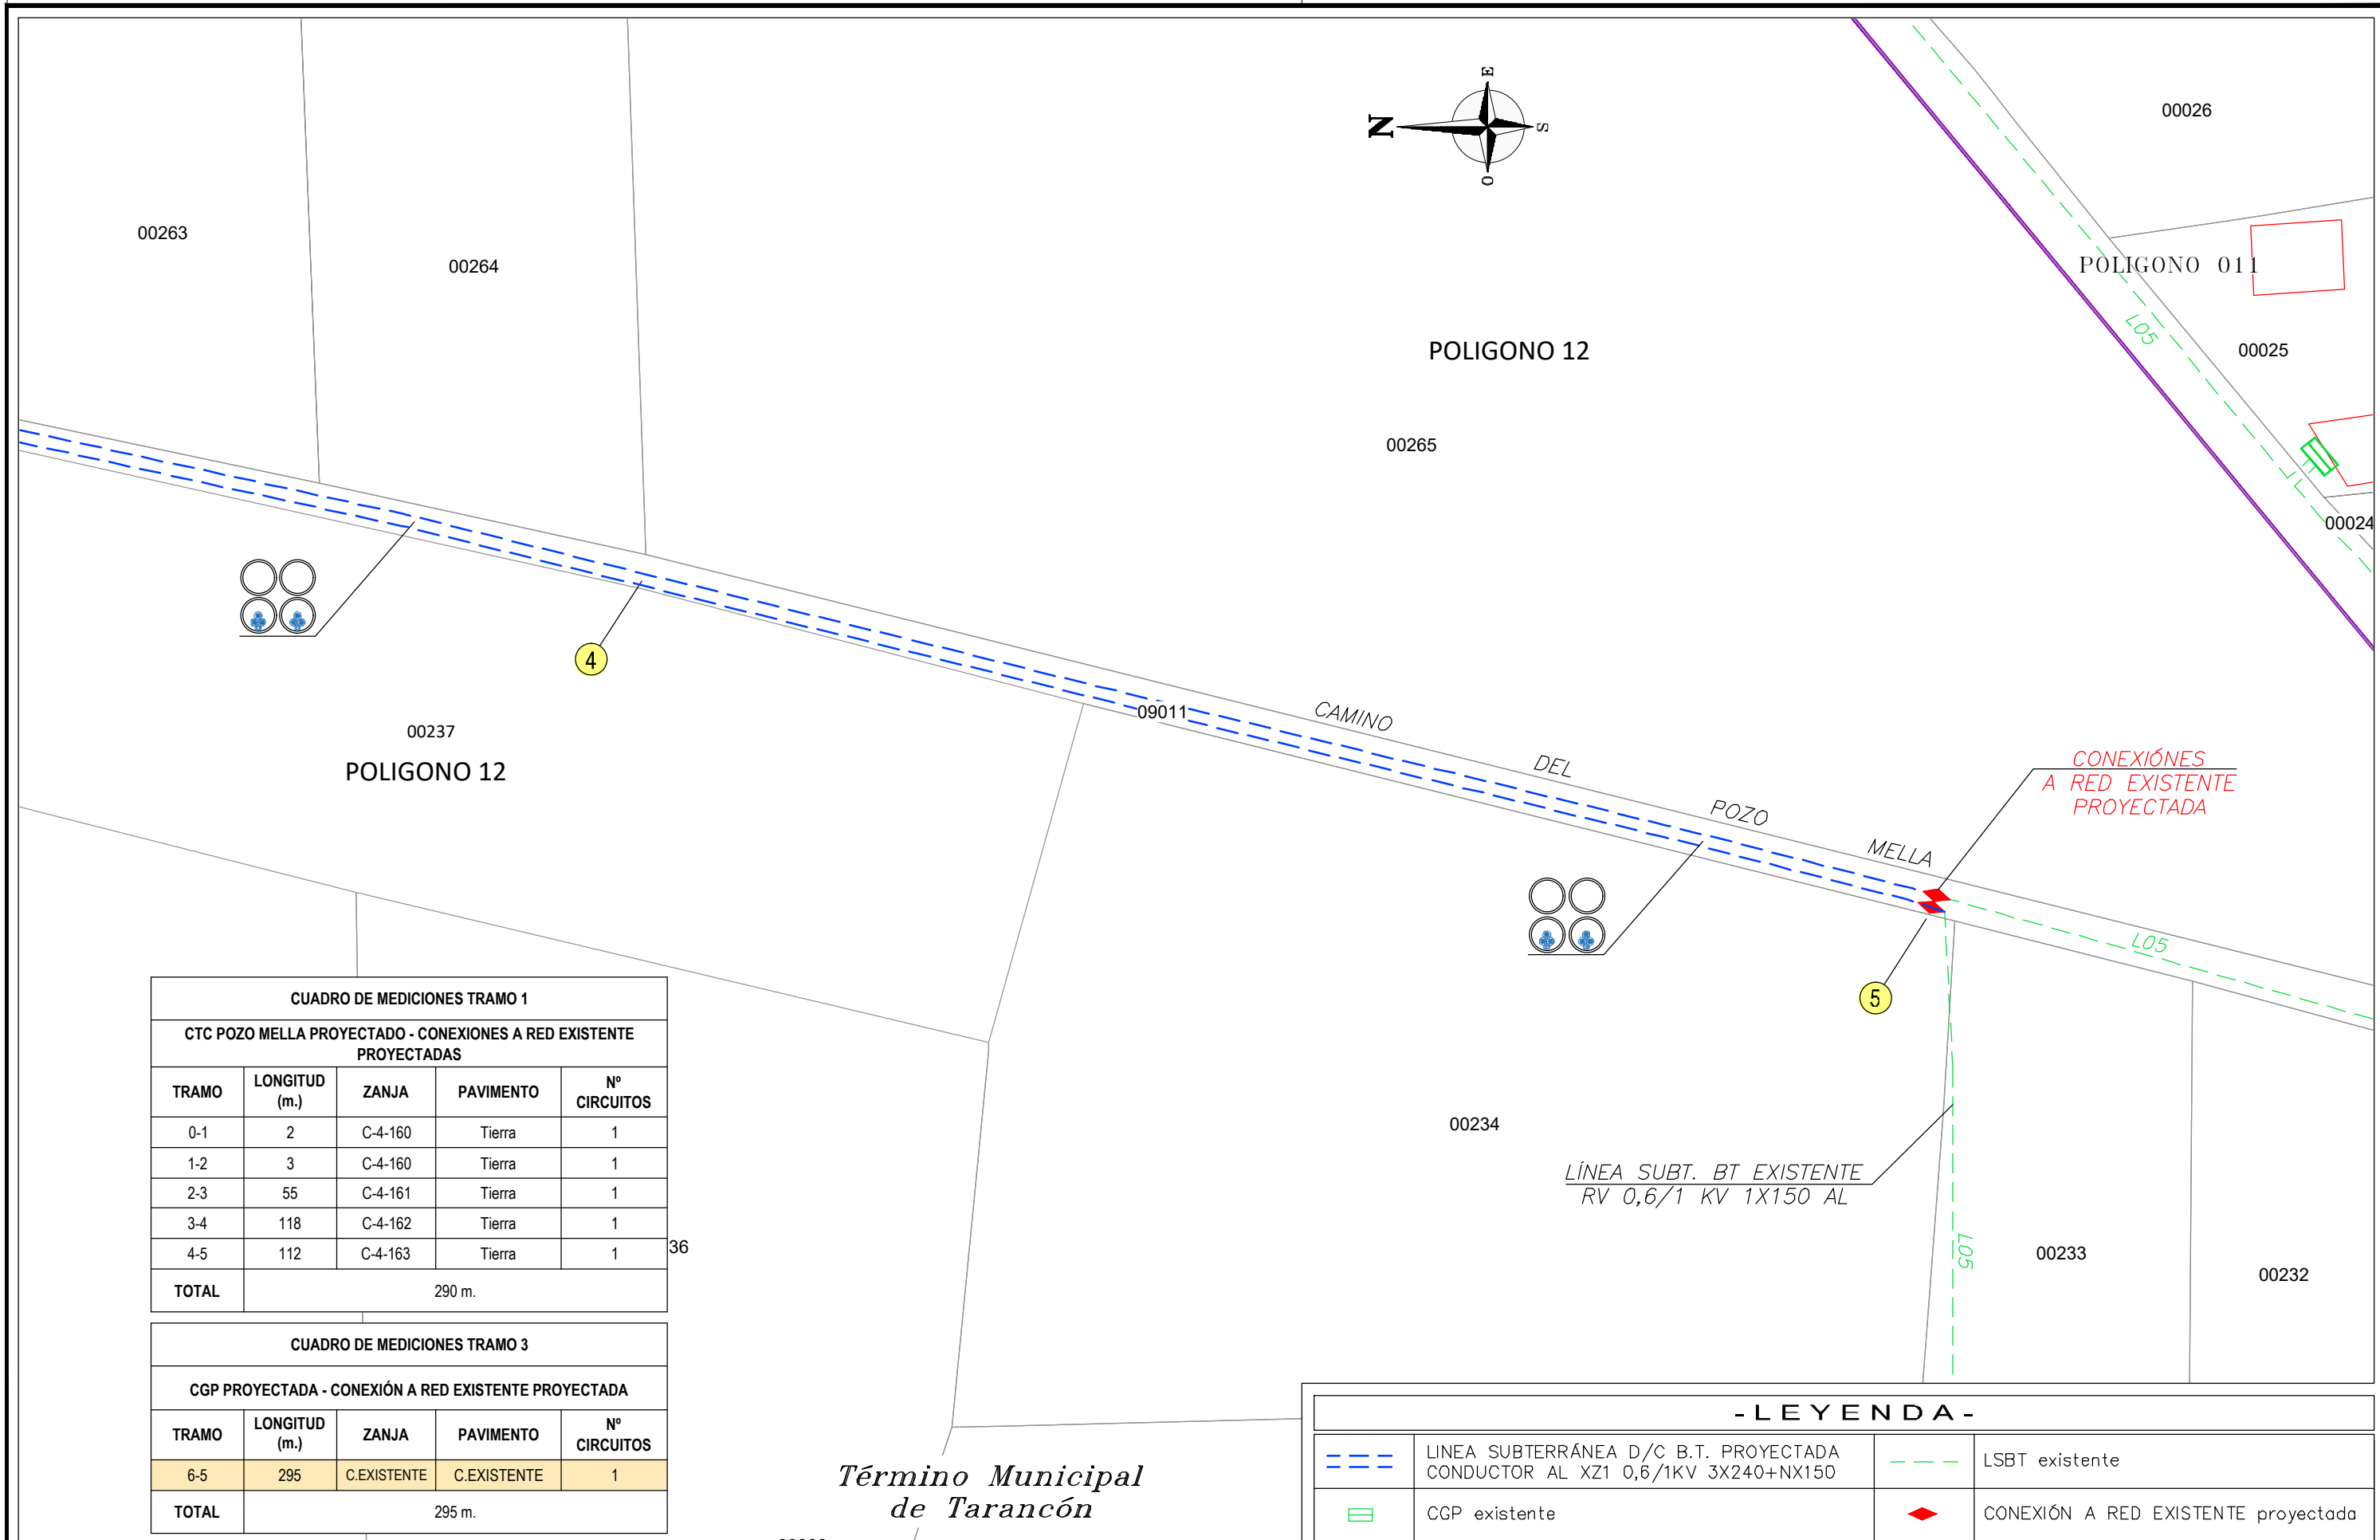 E
N
S
O
00026
00263
00264
POLIGONO 011
L05
POLIGONO 12
00025
00265
00024
4
09011
CAMINO DEL POZO MELLA
00237
POLIGONO 12
CONEXIÓNES
A RED EXISTENTE
PROYECTADA
L05
5
CUADRO DE MEDICIONES TRAMO 1
CTC POZO MELLA PROYECTADO - CONEXIONES A RED EXISTENTE
PROYECTADAS
TRAMO LONGITUD (m.) ZANJA PAVIMENTO Nº CIRCUITOS
0-1 2 C-4-160 Tierra 1
1-2 3 C-4-160 Tierra 1
2-3 55 C-4-161 Tierra 1
3-4 118 C-4-162 Tierra 1
4-5 112 C-4-163 Tierra 1
TOTAL 290 m.
36
00234
LÍNEA SUBT. BT EXISTENTE
RV 0,6/1 KV 1X150 AL
L05
00233
00232
CUADRO DE MEDICIONES TRAMO 3
CGP PROYECTADA - CONEXIÓN A RED EXISTENTE PROYECTADA
TRAMO LONGITUD (m.) ZANJA PAVIMENTO Nº CIRCUITOS
6-5 295 C.EXISTENTE C.EXISTENTE 1
TOTAL 295 m.
Término Municipal
de Tarancón
-LEYENDA-
LINEA SUBTERRÁNEA D/C B.T. PROYECTADA
CONDUCTOR AL XZ1 0,6/1KV 3X240+NX150
LSBT existente
CGP existente
CONEXIÓN A RED EXISTENTE proyectada